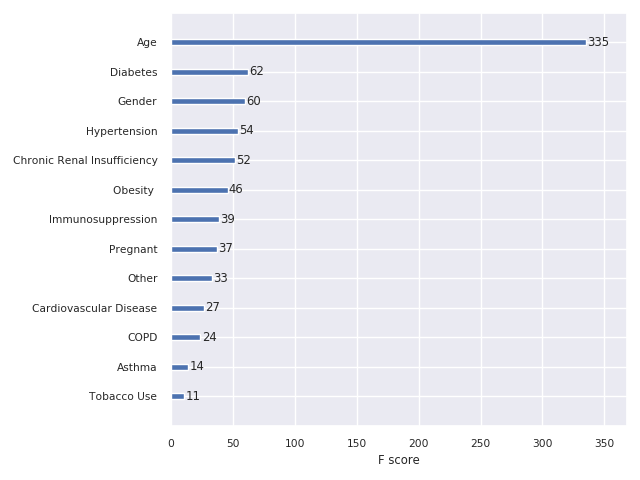 Age 335
Diabetes 62
Gender 60
Hypertension 54
Chronic Renal Insufficiency 52
Obesity 46
Immunosuppression 39
Pregnant 37
Other 33
Cardiovascular Disease 27
COPD 24
Asthma 14
Tobacco Use 11
0 50 100 150 200 250 300 350
F score